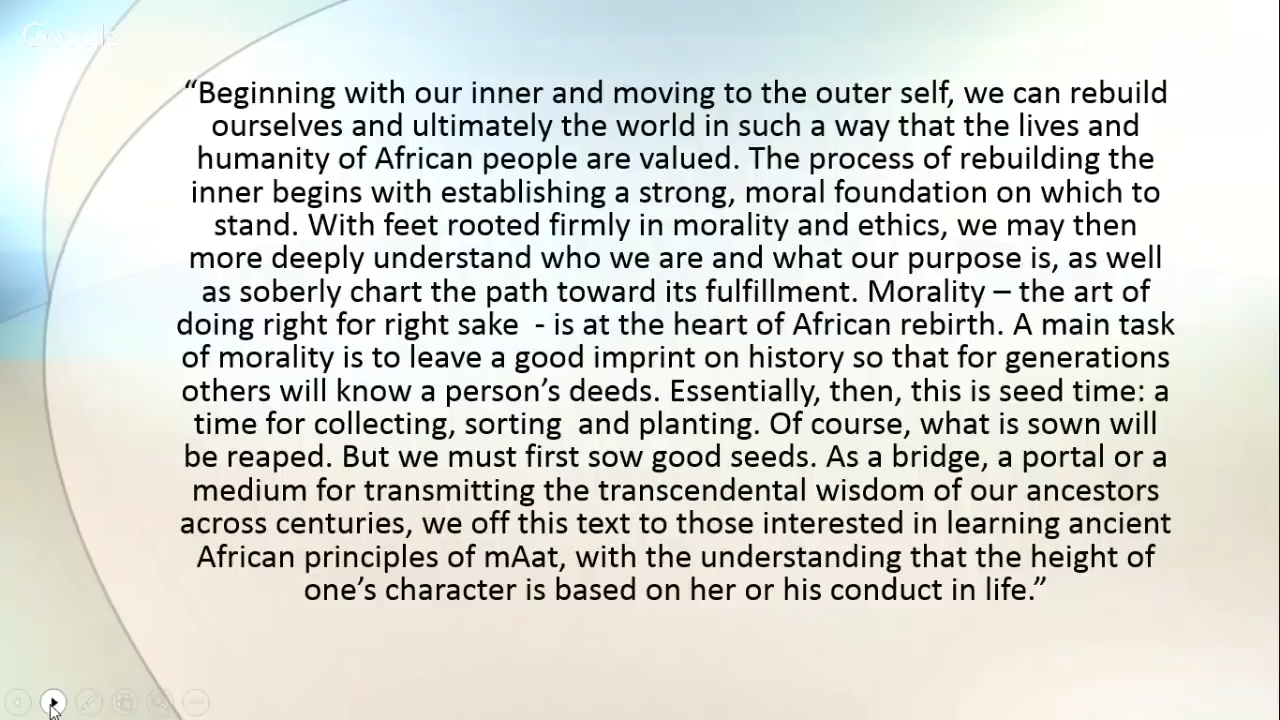 Google
“Beginning with our inner and moving to the outer self, we can rebuild
ourselves and ultimately the world in such a way that the lives and
humanity of African people are valued. The process of rebuilding the
inner begins with establishing a strong, moral foundation on which to
stand. With feet rooted firmly in morality and ethics, we may then
more deeply understand who we are and what our purpose is, as well
as soberly chart the path toward its fulfillment. Morality – the art of
doing right for right sake  - is at the heart of African rebirth. A main task
of morality is to leave a good imprint on history so that for generations
others will know a person’s deeds. Essentially, then, this is seed time: a
time for collecting, sorting  and planting. Of course, what is sown will
be reaped. But we must first sow good seeds. As a bridge, a portal or a
medium for transmitting the transcendental wisdom of our ancestors
across centuries, we off this text to those interested in learning ancient
African principles of mAat, with the understanding that the height of
one’s character is based on her or his conduct in life.”